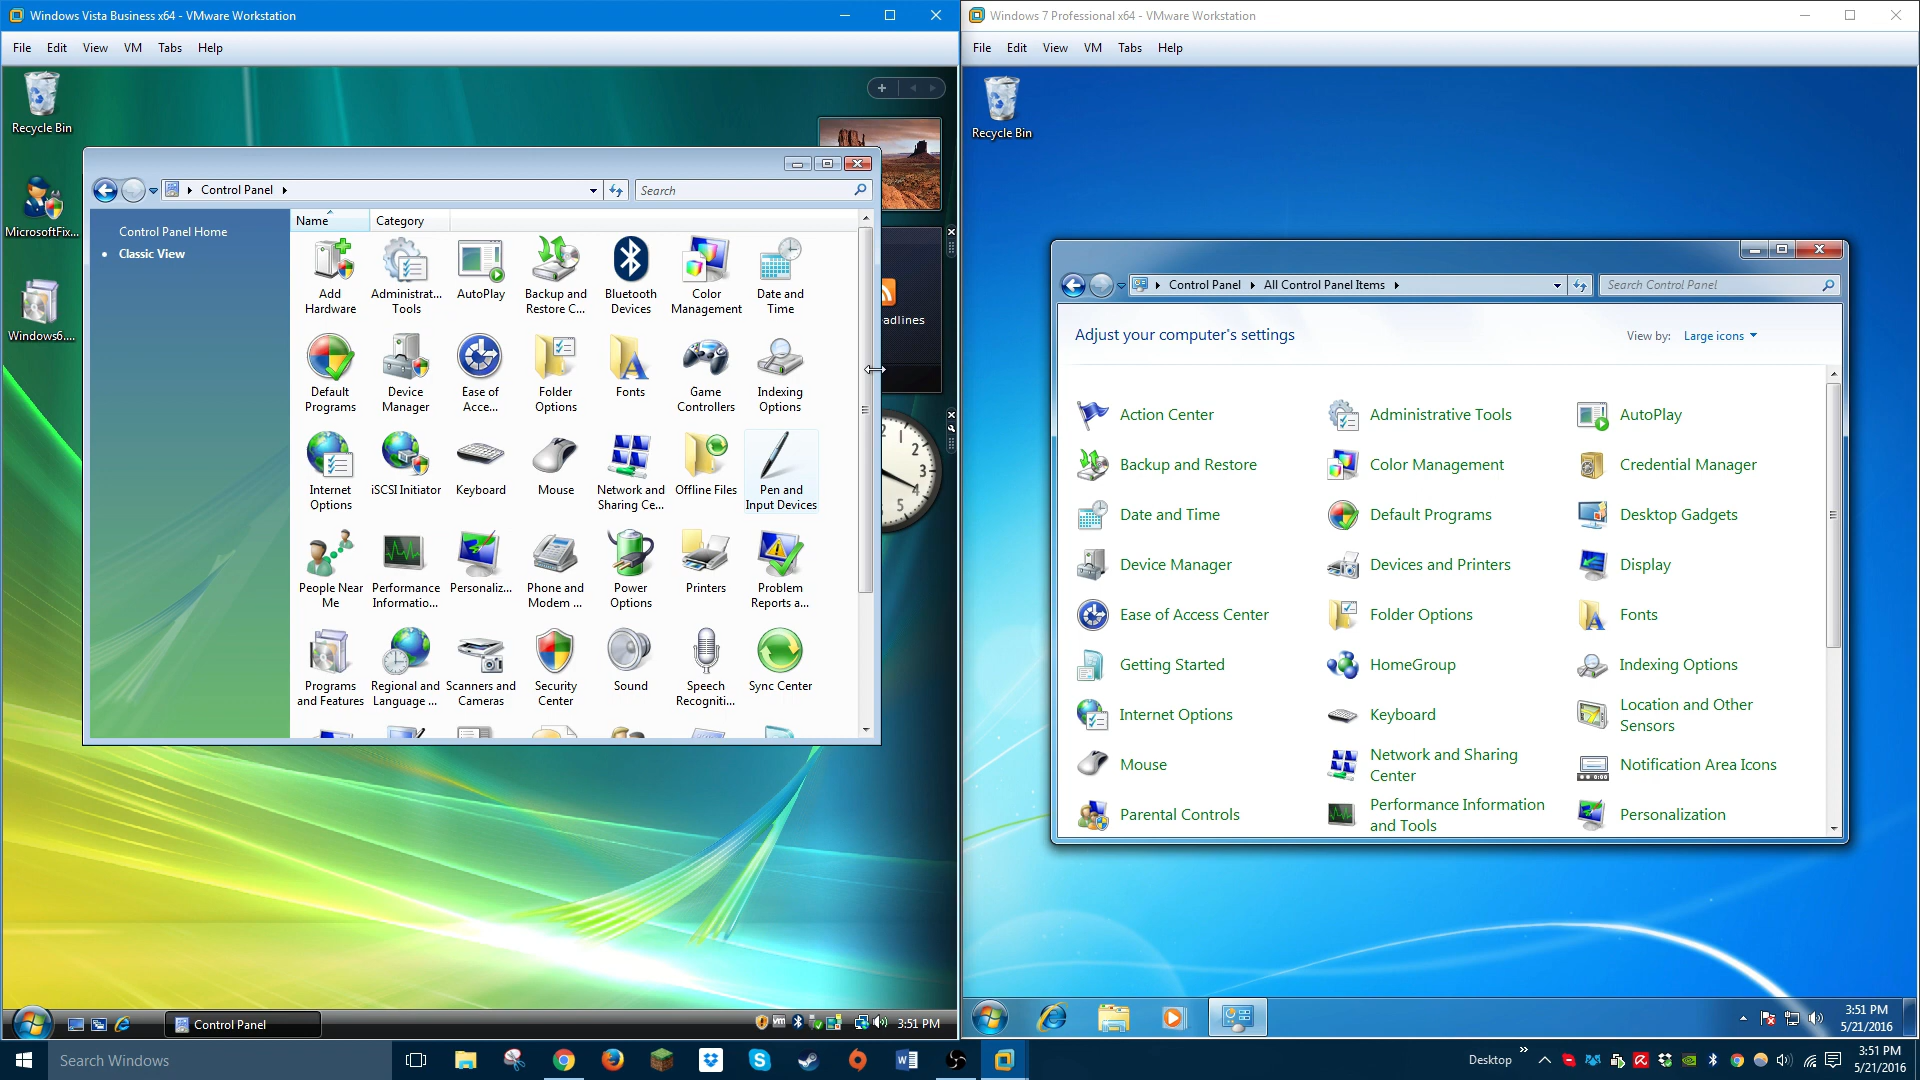 Windows Vista Business x64 - VMware Workstation
File Edit View VM Tabs Help
Recycle Bin
MicrosoftFix...
Windows6....
Control Panel
Search
Control Panel Home
Classic View
Name Category
Add Hardware
Administrat... Tools
AutoPlay
Backup and Restore C...
Bluetooth Devices
Color Management
Date and Time
Default Programs
Device Manager
Ease of Acce...
Folder Options
Fonts
Game Controllers
Indexing Options
Internet Options
iSCSI Initiator
Keyboard
Mouse
Network and Sharing Ce...
Offline Files
Pen and Input Devices
People Near Me
Performance Informatio...
Personaliz...
Phone and Modem ...
Power Options
Printers
Problem Reports a...
Programs and Features
Regional and Language ...
Scanners and Cameras
Security Center
Sound
Speech Recogniti...
Sync Center
adlines
1
2
3
4
5
Control Panel
3:51 PM
Windows 7 Professional x64 - VMware Workstation
File Edit View VM Tabs Help
Recycle Bin
Control Panel All Control Panel Items
Search Control Panel
Adjust your computer's settings
View by: Large icons
Action Center
Administrative Tools
AutoPlay
Backup and Restore
Color Management
Credential Manager
Date and Time
Default Programs
Desktop Gadgets
Device Manager
Devices and Printers
Display
Ease of Access Center
Folder Options
Fonts
Getting Started
HomeGroup
Indexing Options
Internet Options
Keyboard
Location and Other
Sensors
Mouse
Network and Sharing
Center
Notification Area Icons
Parental Controls
Performance Information
and Tools
Personalization
3:51 PM
5/21/2016
Search Windows
Desktop
3:51 PM
5/21/2016